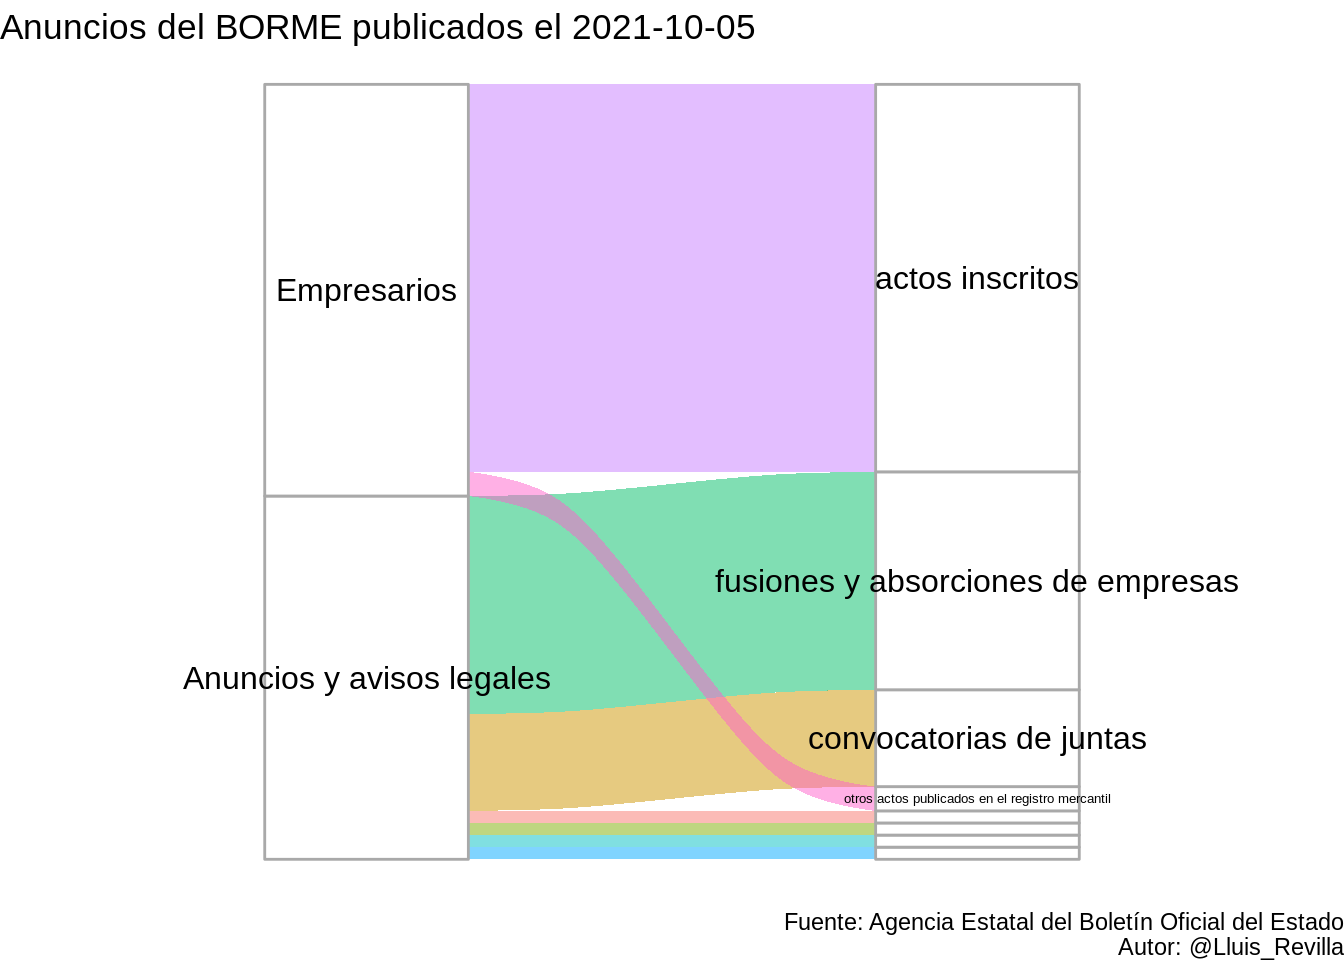 Anuncios del BORME publicados el 2021-10-05
Empresarios
actos inscritos
fusiones y absorciones de empresas
Anuncios y avisos legales
convocatorias de juntas
otros actos publicados en el registro mercantil
Fuente: Agencia Estatal del Boletín Oficial del Estado
Autor: @Lluis_Revilla